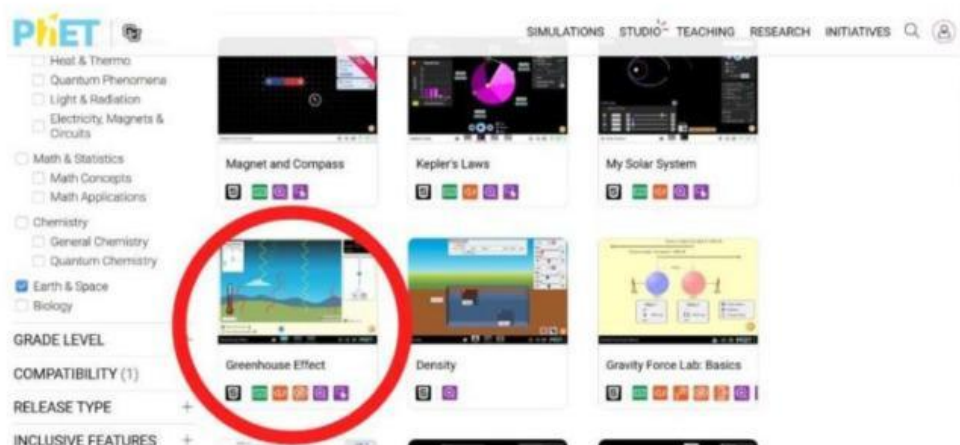 PhET
SIMULATIONS STUDIO TEACHING RESEARCH INITIATIVES
Heat & Thermo
Quantum Phenomena
Light & Radiation
Electricity, Magnets &
Circuits
Math & Statistics
Math Concepts
Math Applications
Chemistry
General Chemistry
Quantum Chemistry
Earth & Space
Biology
GRADE LEVEL +
COMPATIBILITY (1)
RELEASE TYPE +
INCLUSIVE FEATURES +
Magnet and Compass
Kepler's Laws
My Solar System
Greenhouse Effect
Density
Gravity Force Lab: Basics